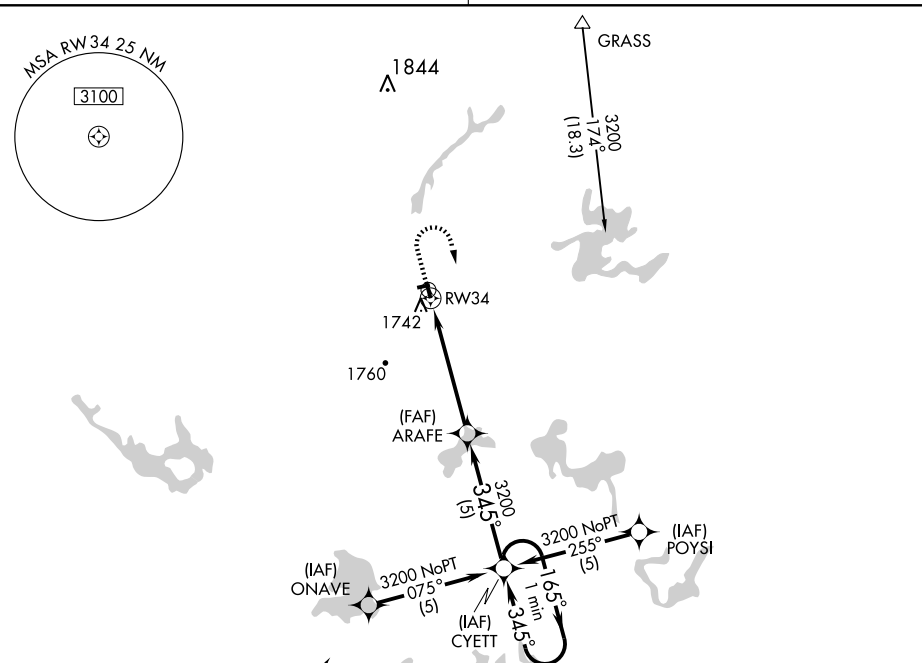 MSA RW34 25 NM
3100
1844
GRASS
3200
174°
(18.3)
RW34
1742
1760
(FAF)
ARAFE
3200
345°
(5)
(IAF)
POYSI
3200 NoPT
255°
(5)
(IAF)
ONAVE
3200 NoPT
075°
(5)
(IAF)
CYETT
165°
1 min
345°